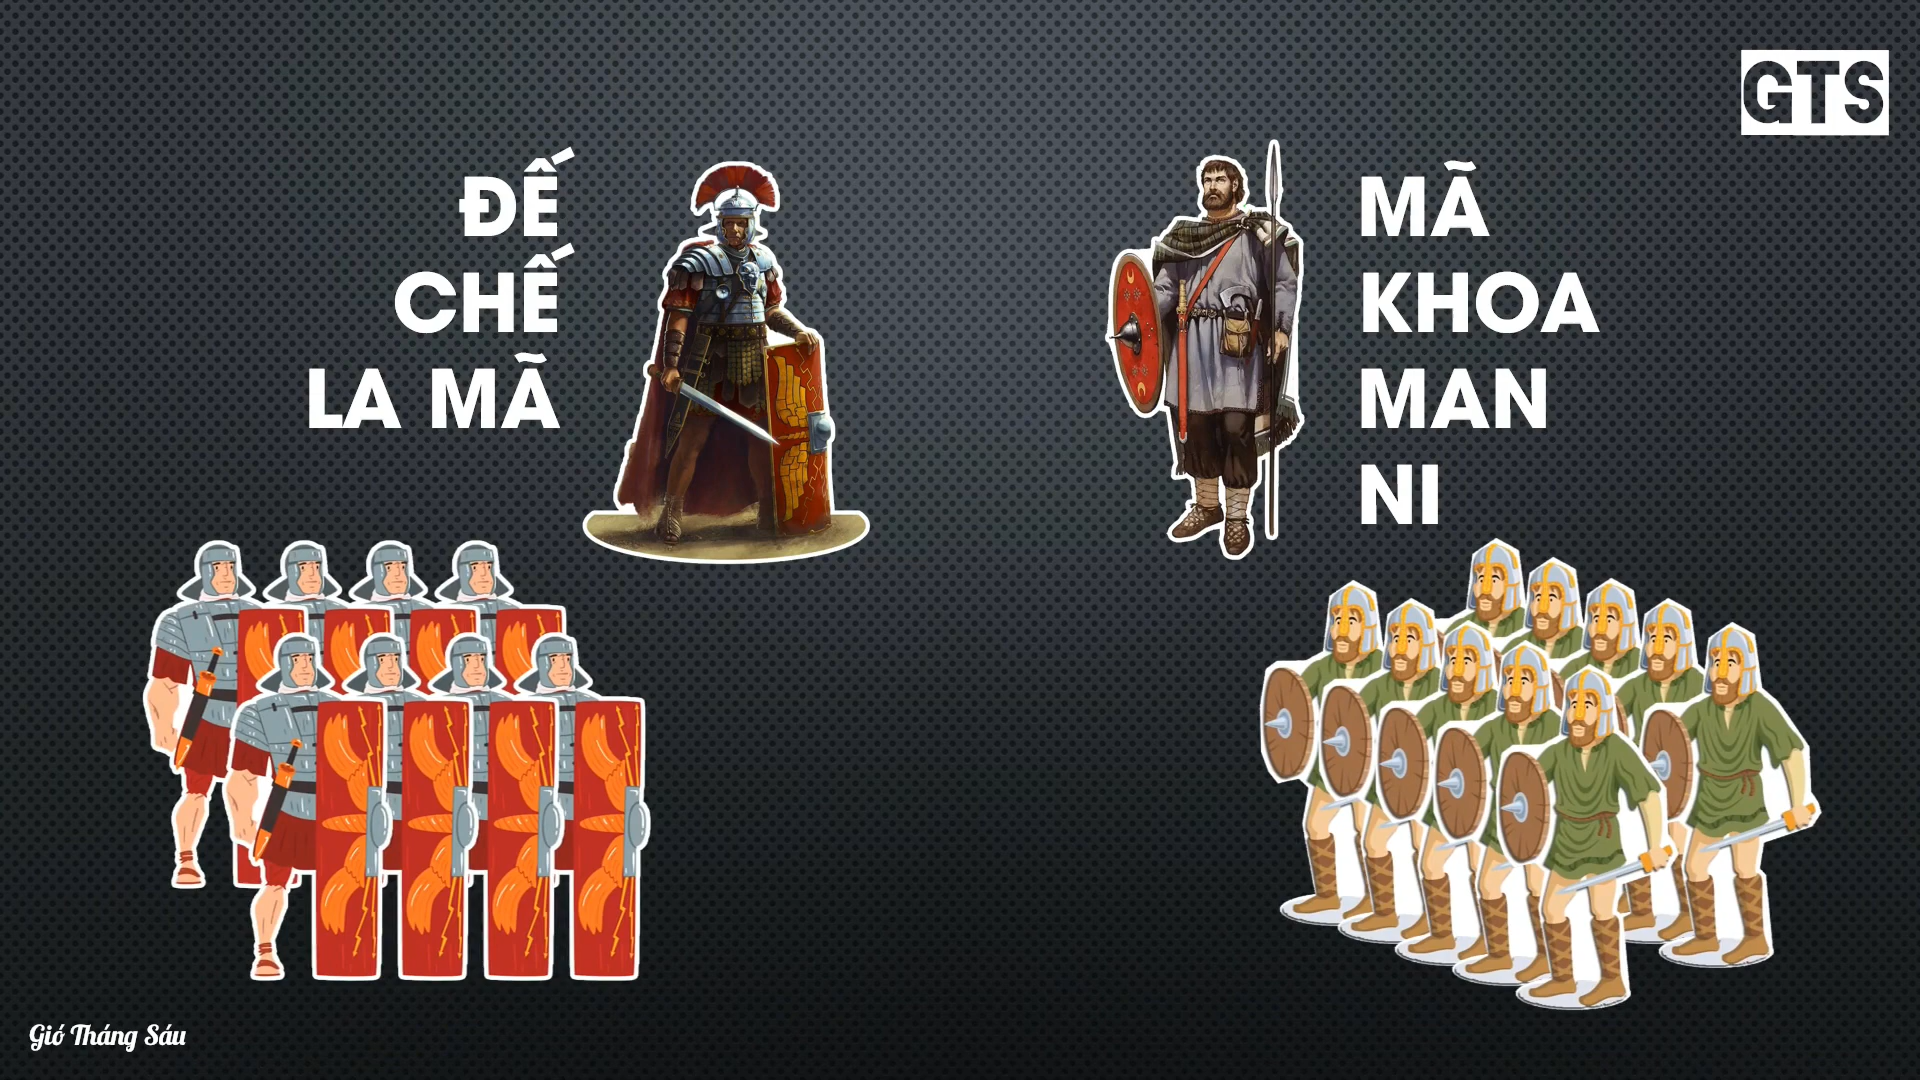 GTS
ĐẾ
CHẾ
LA MÃ
MÃ
KHOA
MAN
NI
Gió Tháng Sáu